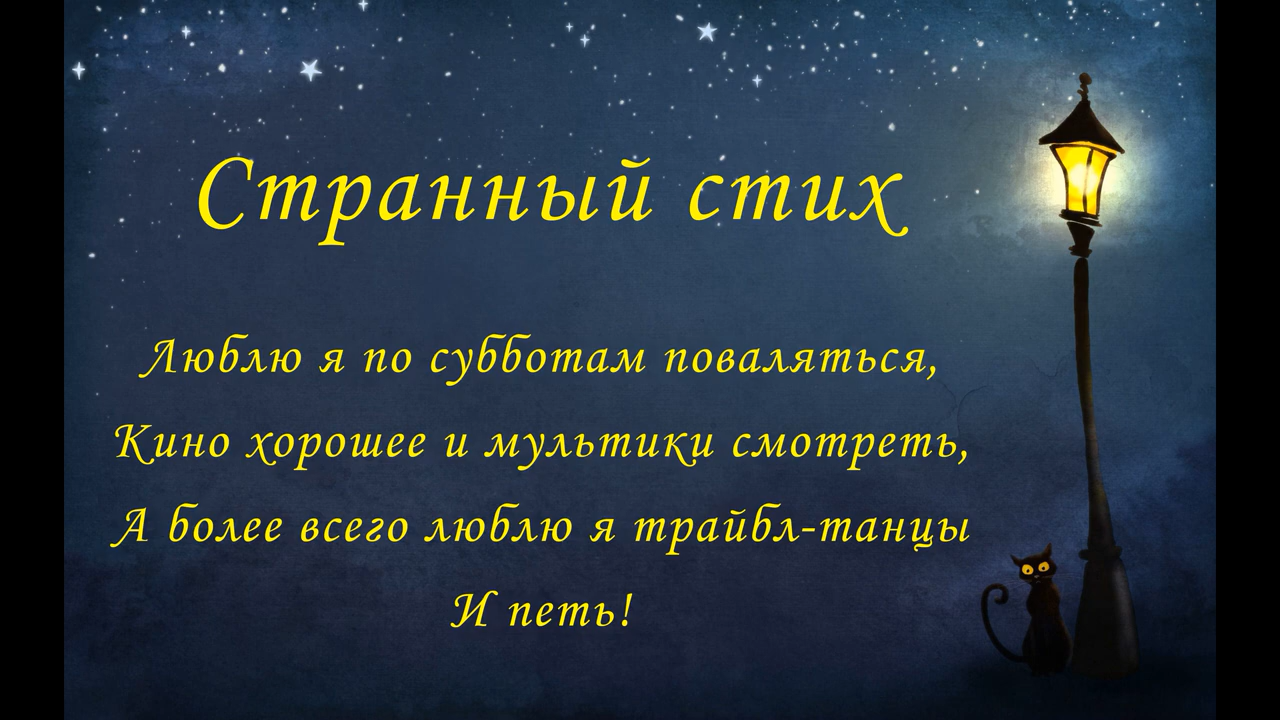 Странный стих
Люблю я по субботам поваляться,
Кино хорошее и мультики смотреть,
А более всего люблю я трайбл-танцы
И петь!